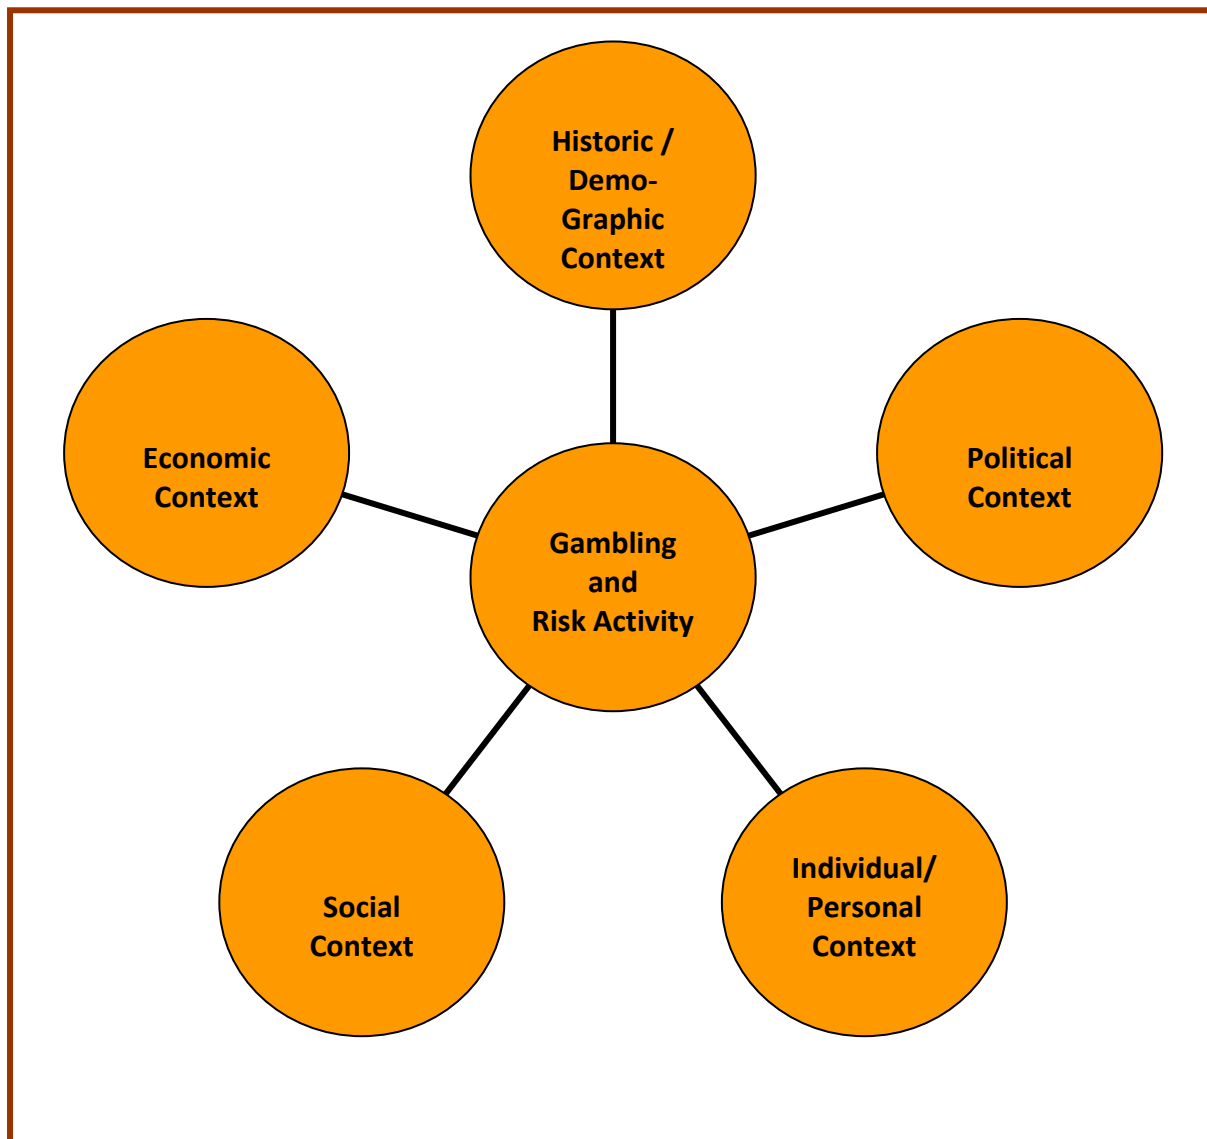 Historic /
Demo-
Graphic
Context
Economic
Context
Political
Context
Gambling
and
Risk Activity
Social
Context
Individual/
Personal
Context